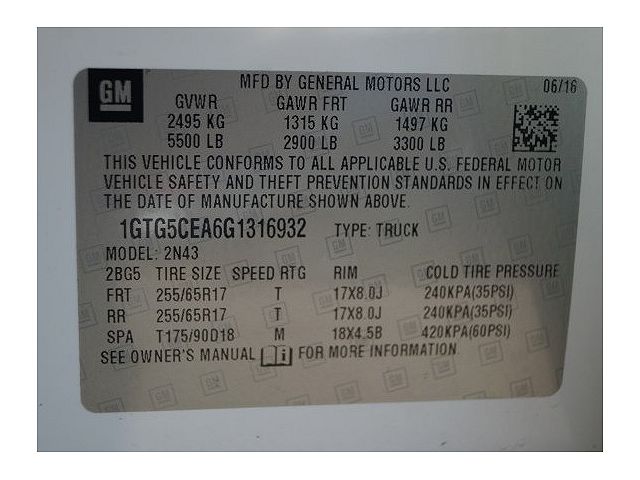 GM MFD BY GENERAL MOTORS LLC 06/16
GVWR GAWR FRT GAWR RR
2495 KG 1315 KG 1497 KG
5500 LB 2900 LB 3300 LB
THIS VEHICLE CONFORMS TO ALL APPLICABLE U.S. FEDERAL MOTOR
VEHICLE SAFETY AND THEFT PREVENTION STANDARDS IN EFFECT ON
THE DATE OF MANUFACTURE SHOWN ABOVE.
1GTG5CEA6G1316932 TYPE: TRUCK
MODEL: 2N43
2BG5 TIRE SIZE SPEED RTG RIM COLD TIRE PRESSURE
FRT 255/65R17 T 17X8.0J 240KPA(35PSI)
RR 255/65R17 T 17X8.0J 240KPA(35PSI)
SPA T175/90D18 M 18X4.5B 420KPA(60PSI)
SEE OWNER'S MANUAL i FOR MORE INFORMATION.